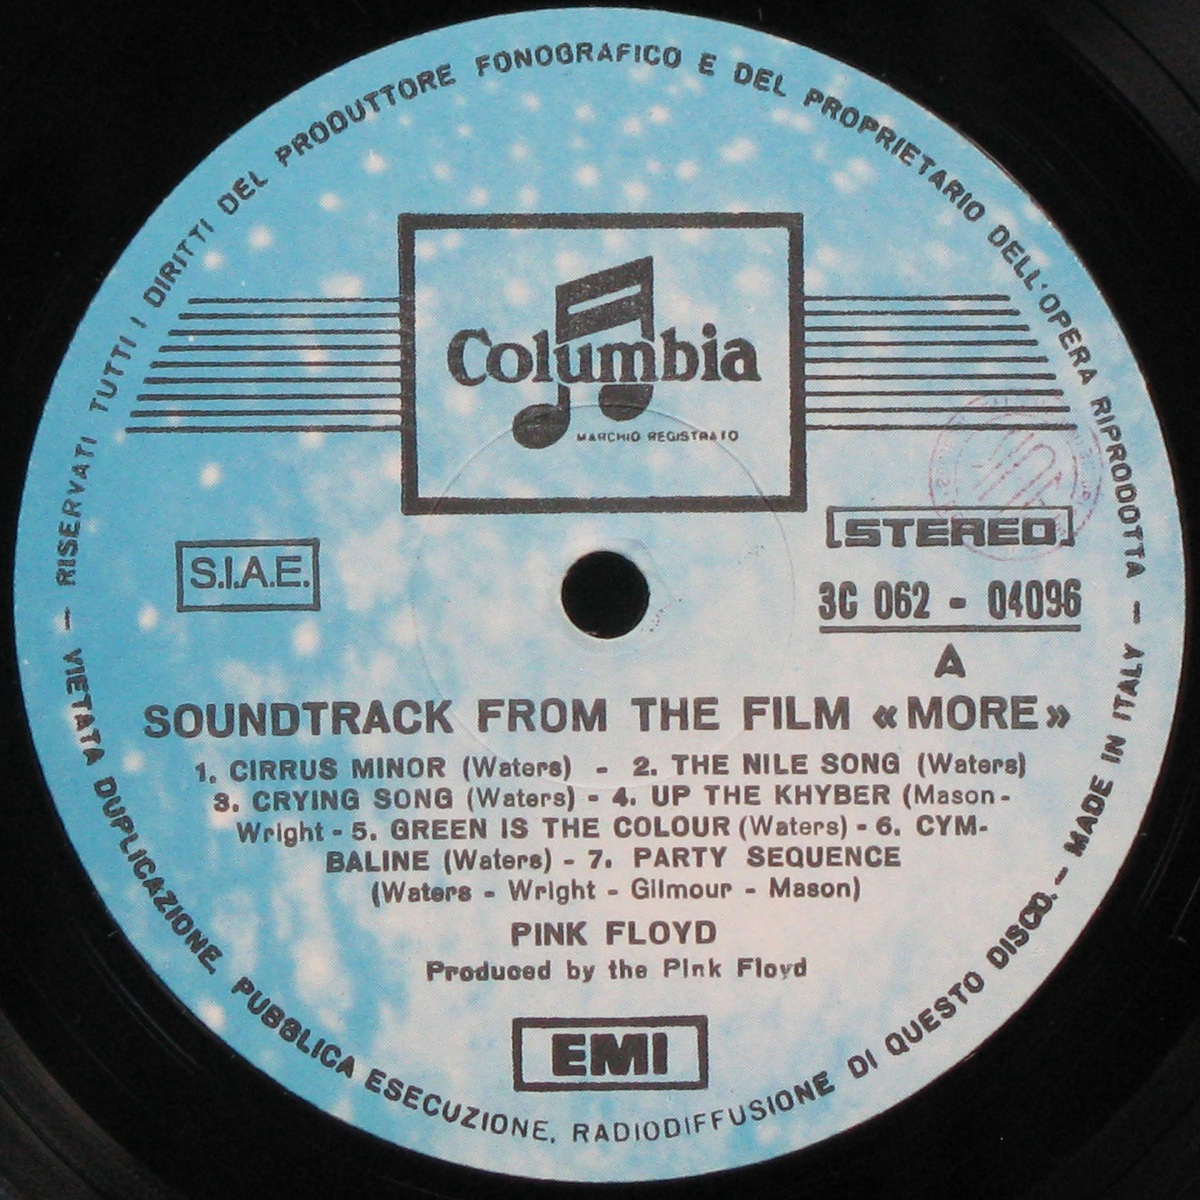 RISERVATI TUTTI I DIRITTI DEL PRODUTTORE FONOGRAFICO E DEL PROPRIETARIO DELL'OPERA RIPRODOTTA –
Columbia
MARCHIO REGISTRATO
STEREO
S.I.A.E.
3C 062 - 04096
A
SOUNDTRACK FROM THE FILM «MORE»
1. CIRRUS MINOR (Waters) - 2. THE NILE SONG (Waters)
3. CRYING SONG (Waters) - 4. UP THE KHYBER (Mason-
Wright - 5. GREEN IS THE COLOUR (Waters) - 6. CYM-
BALINE (Waters) - 7. PARTY SEQUENCE
(Waters - Wright - Gilmour - Mason)
PINK FLOYD
Produced by the Pink Floyd
EMI
– VIETATA DUPLICAZIONE, PUBBLICA ESECUZIONE, RADIODIFFUSIONE DI QUESTO DISCO. – MADE IN ITALY